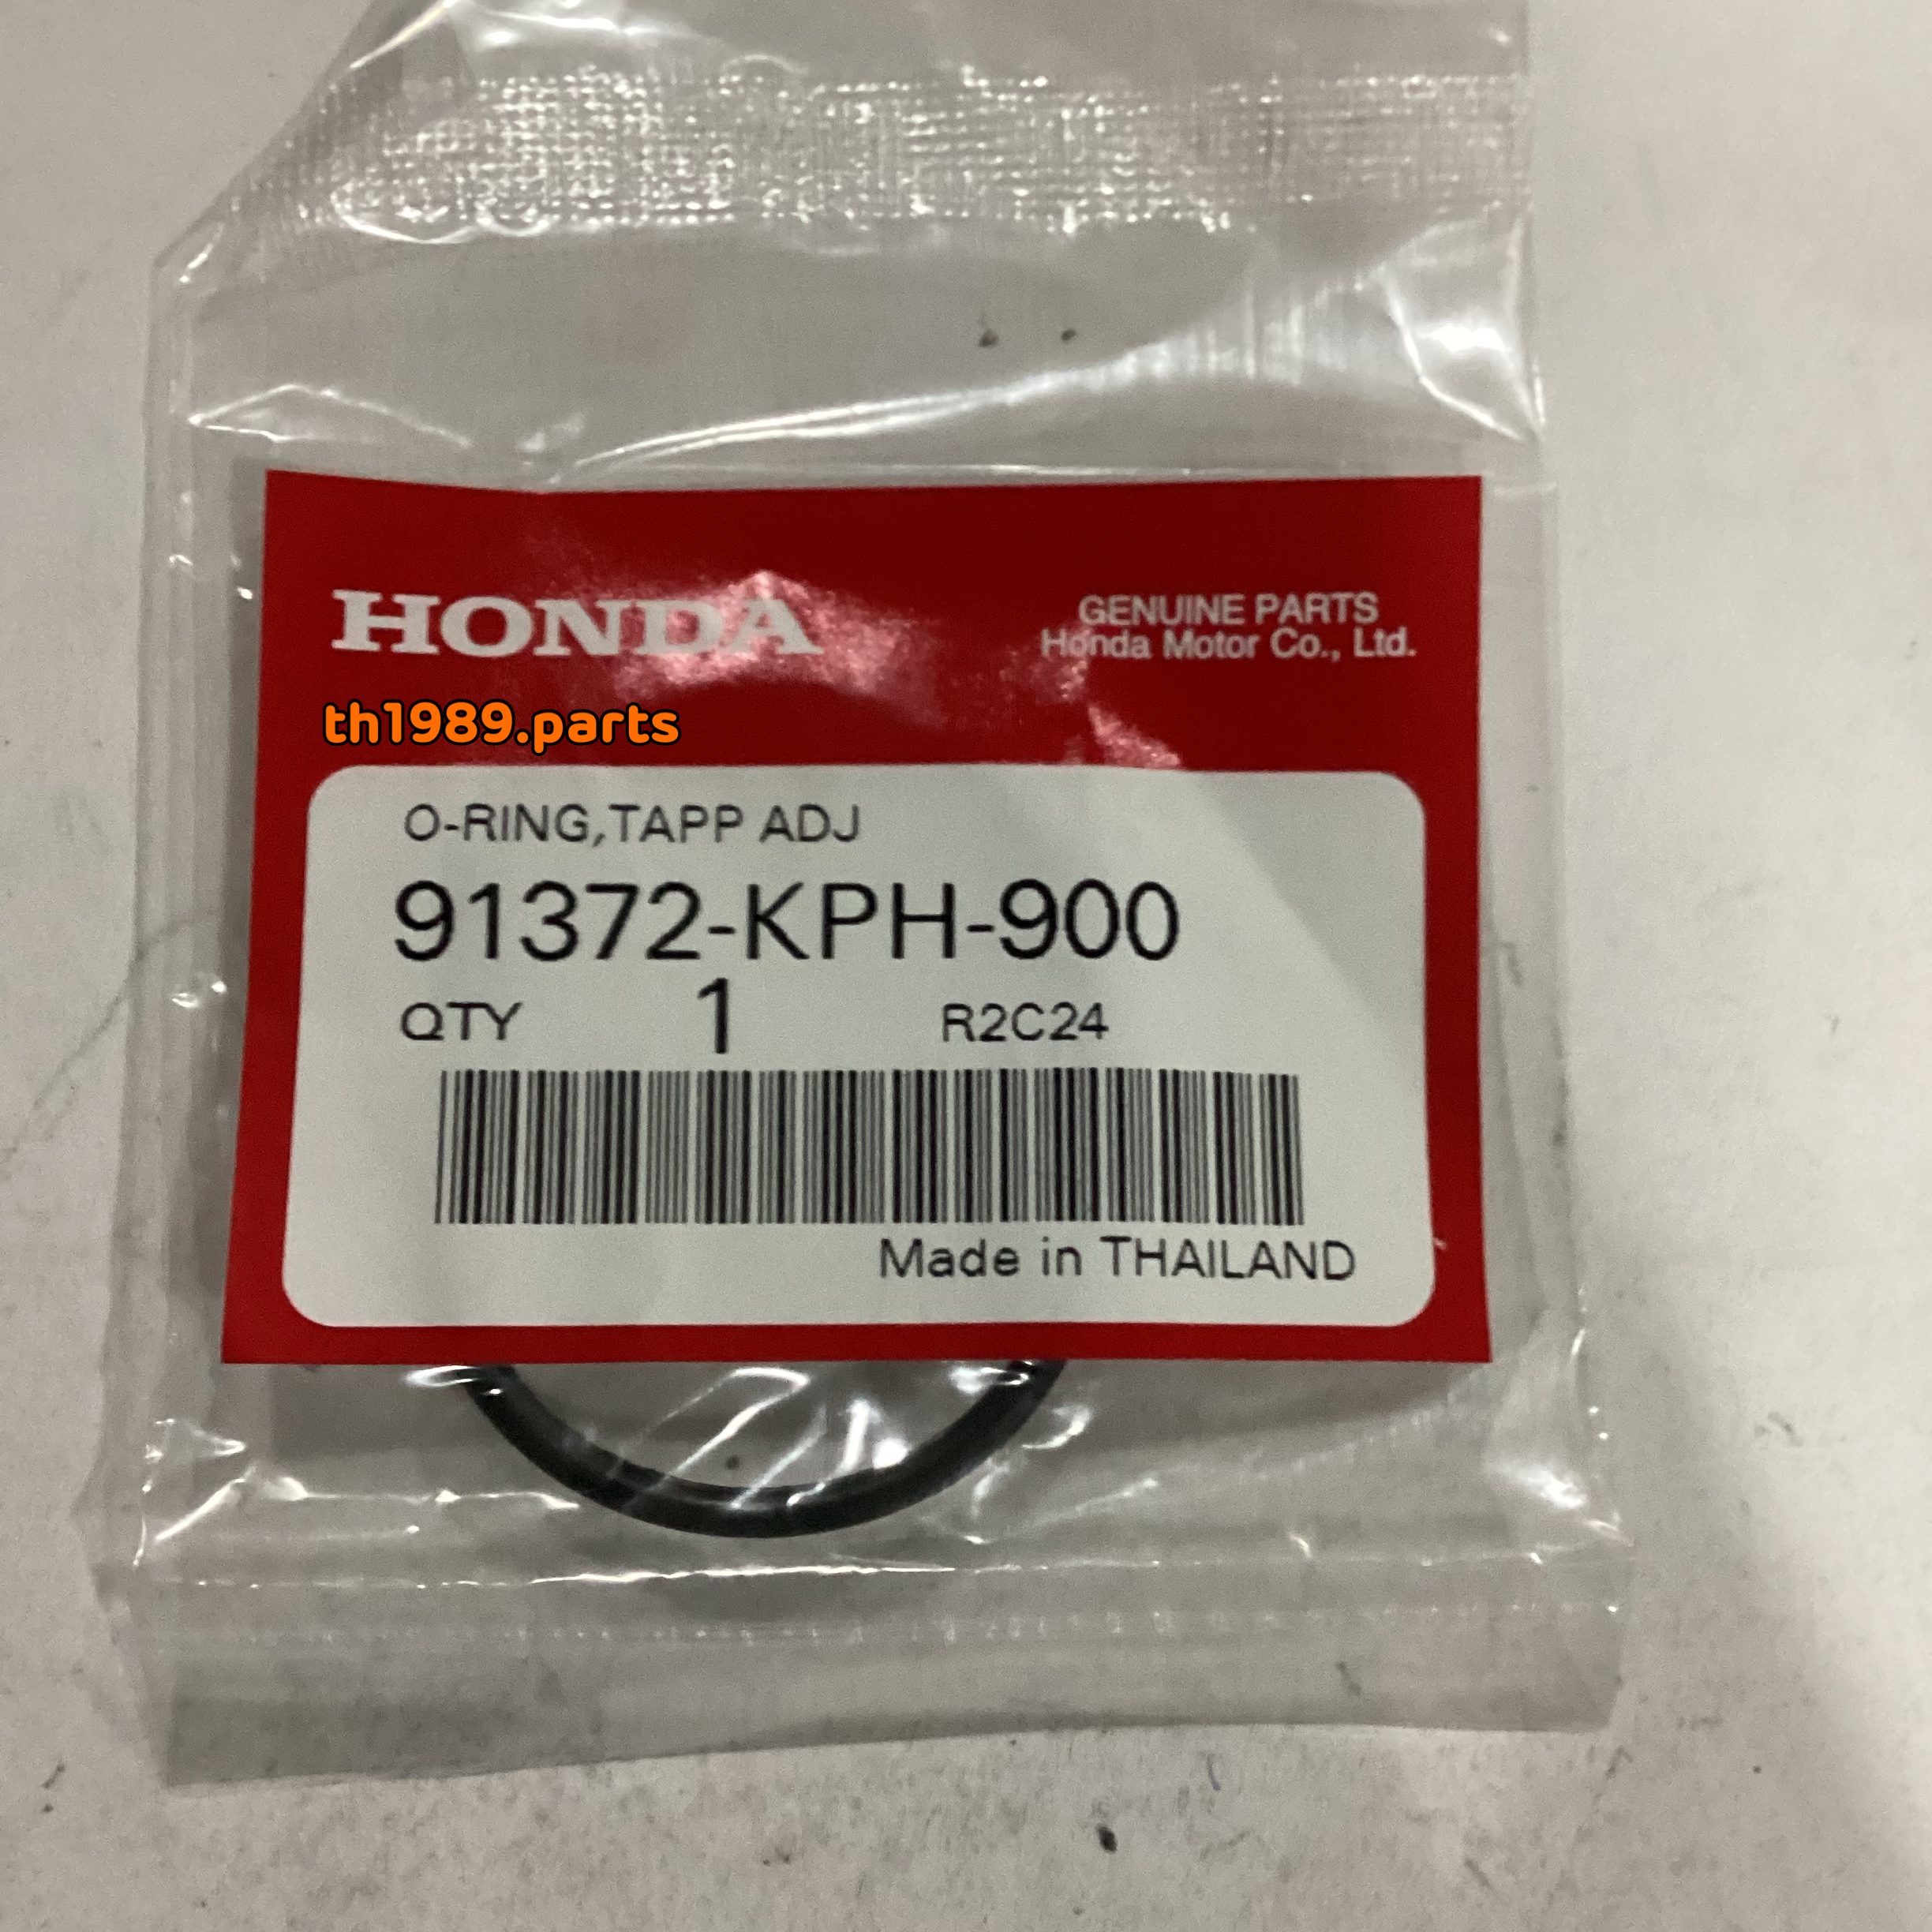 HONDA
GENUINE PARTS
Honda Motor Co., Ltd.
th1989.parts
O-RING,TAPP ADJ
91372-KPH-900
QTY 1 R2C24
Made in THAILAND